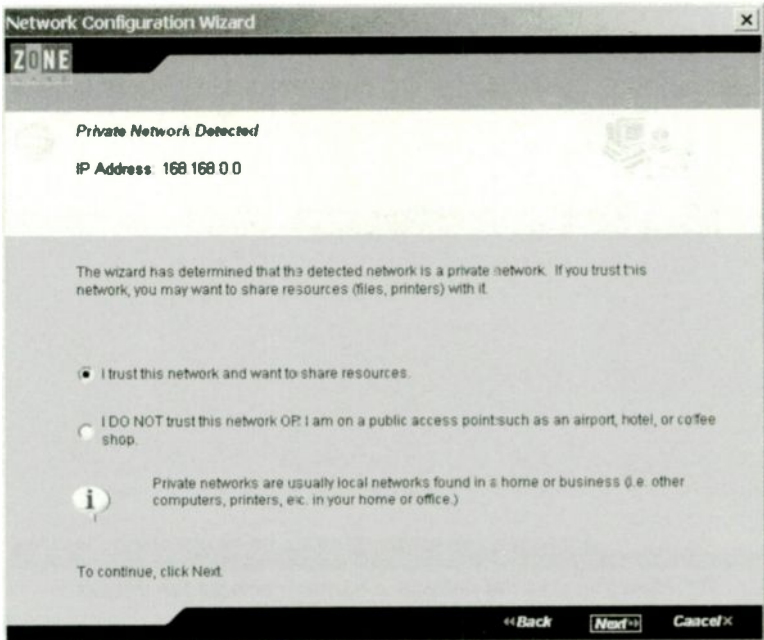 Network Configuration Wizard
ZONE
Private Network Detected
IP Address: 168.168.0.0
The wizard has determined that the detected network is a private network. If you trust this
network, you may want to share resources (files, printers) with it.
I trust this network and want to share resources.
I DO NOT trust this network OR I am on a public access point such as an airport, hotel, or coffee
shop.
Private networks are usually local networks found in a home or business (i.e. other
computers, printers, etc. in your home or office.)
To continue, click Next.
Back
Next
Cancel